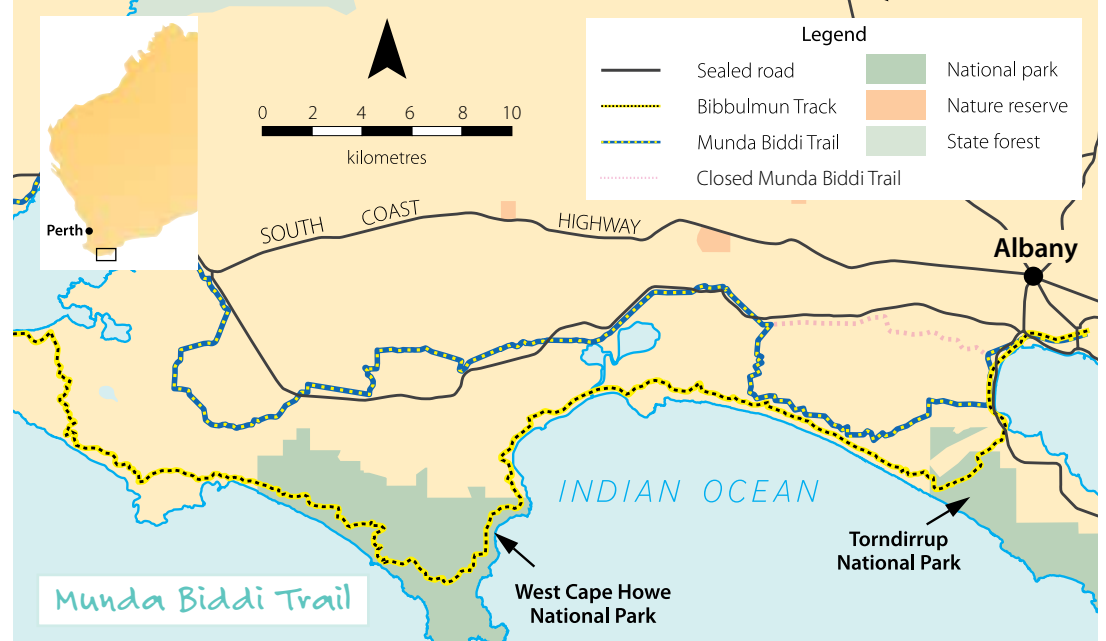 Legend
Sealed road
National park
Bibbulmun Track
Nature reserve
Munda Biddi Trail
State forest
Closed Munda Biddi Trail
0 2 4 6 8 10
kilometres
Perth
SOUTH COAST HIGHWAY
Albany
INDIAN OCEAN
Torndirrup
National Park
West Cape Howe
National Park
Munda Biddi Trail